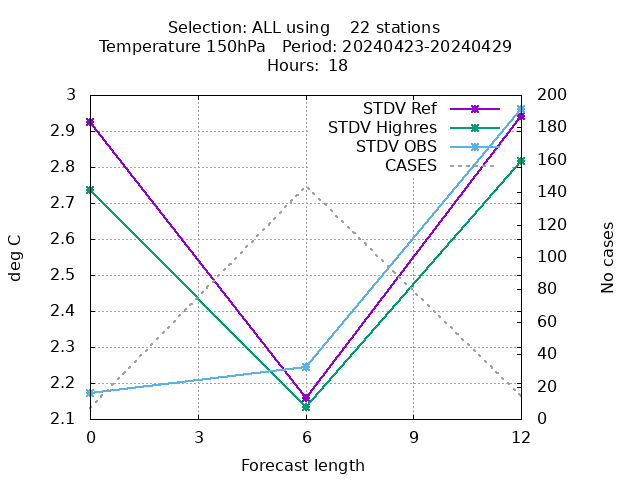 Selection: ALL using    22 stations
Temperature 150hPa   Period: 20240423-20240429
Hours: 18
STDV Ref
STDV Highres
STDV OBS
CASES
3
2.9
2.8
2.7
2.6
2.5
2.4
2.3
2.2
2.1
deg C
200
180
160
140
120
100
80
60
40
20
0
No cases
0 3 6 9 12
Forecast length